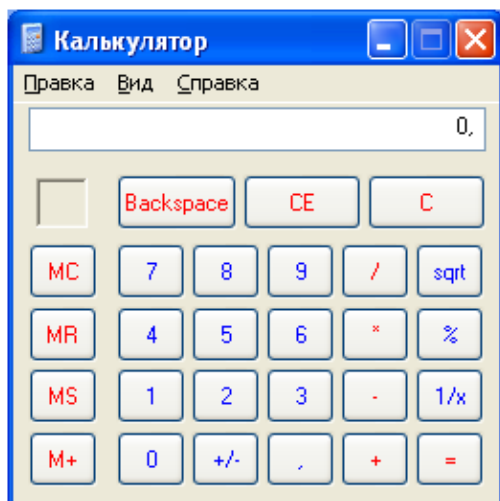 Калькулятор
Правка Вид Справка
0,
Backspace CE C
MC 7 8 9 / sqrt
MR 4 5 6 * %
MS 1 2 3 - 1/x
M+ 0 +/- , + =